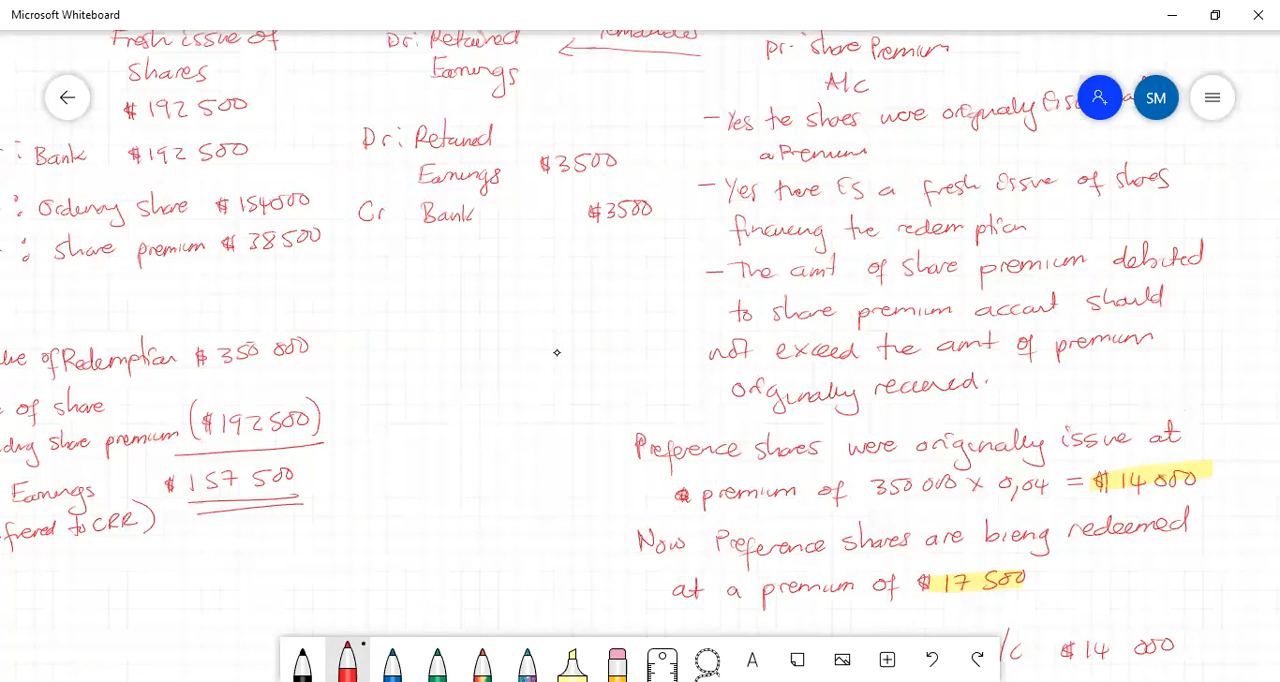 Microsoft Whiteboard
Fresh issue of
shares
$ 192 500
Bank $ 192 500
: Ordenary share $ 154000
: share premium $ 38500
of Redemption $ 350 000
of share
share premium ($ 192 500)
$ 157 500
Earnings
to CRR)
Dr: Retained
Earnings
Dr: Retained
Earnings $3500
Cr Bank $3500
Dr: share Premium
A/C
- Yes the shares were originaly
a Premium
- Yes there is a fresh issue of shares
financing the redemption
- The amt of share premium debited
to share premium account should
not exceed the amt of premium
originally received.
Preference shares were originally issue at
premium of 350 000 x 0,04 = $ 14 000
Now Preference shares are bieng redeemed
at a premium of $ 17 500
/c $ 14 000
SM
A